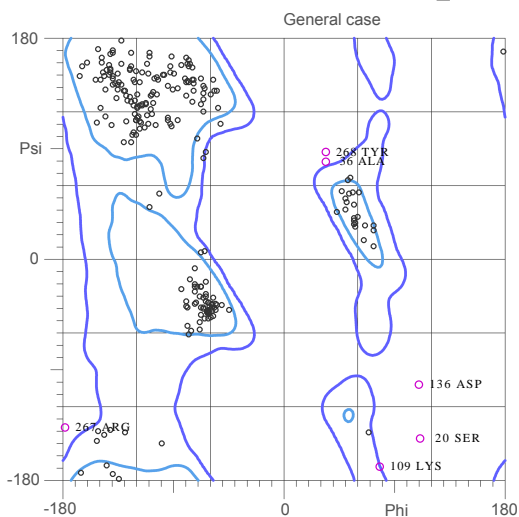 General case
180
268 TYR
Psi
36 ALA
0
136 ASP
267 ARG
20 SER
109 LYS
-180
-180 0 Phi 180